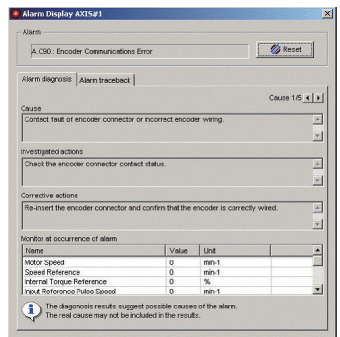 Alarm Display AXIS#1
Alarm
A.C90 : Encoder Communications Error
Reset
Alarm diagnosis
Alarm traceback
Cause 1/5
Cause
Contact fault of encoder connector or incorrect encoder wiring.
Investigated actions
Check the encoder connector contact status.
Corrective actions
Re-insert the encoder connector and confirm that the encoder is correctly wired.
Monitor at occurrence of alarm
Name Value Unit
Motor Speed 0 min-1
Speed Reference 0 min-1
Internal Torque Reference 0 %
Input Reference Pulse Speed 0 min-1
The diagnosis results suggest possible causes of the alarm.
The real cause may not be included in the results.